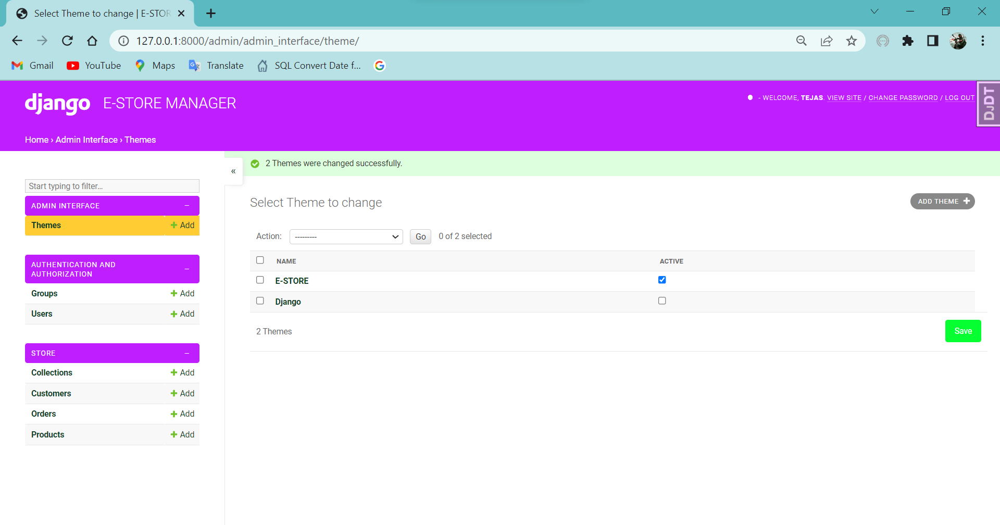 Select Theme to change | E-STOR
127.0.0.1:8000/admin/admin_interface/theme/
Gmail
YouTube
Maps
Translate
SQL Convert Date f...
django
E-STORE MANAGER
- WELCOME, TEJAS. VIEW SITE / CHANGE PASSWORD / LOG OUT
DJDT
Home › Admin Interface › Themes
«
2 Themes were changed successfully.
Start typing to filter...
ADMIN INTERFACE
Themes
Add
AUTHENTICATION AND
AUTHORIZATION
Groups
Add
Users
Add
STORE
Collections
Add
Customers
Add
Orders
Add
Products
Add
Select Theme to change
ADD THEME
Action:
---------
Go
0 of 2 selected
NAME
ACTIVE
E-STORE
Django
2 Themes
Save